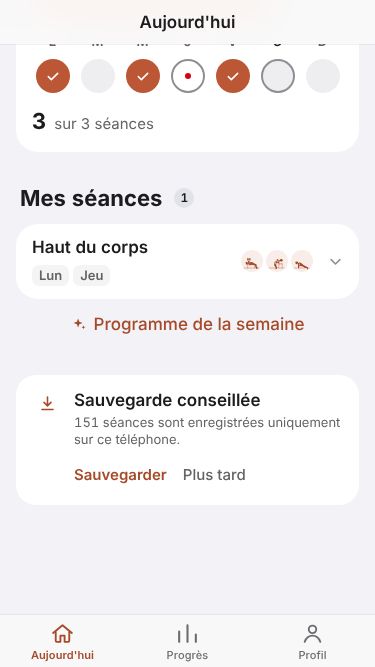 Aujourd'hui
3 sur 3 séances
Mes séances 1
Haut du corps
Lun Jeu
Programme de la semaine
Sauvegarde conseillée
151 séances sont enregistrées uniquement
sur ce téléphone.
Sauvegarder Plus tard
Aujourd'hui Progrès Profil